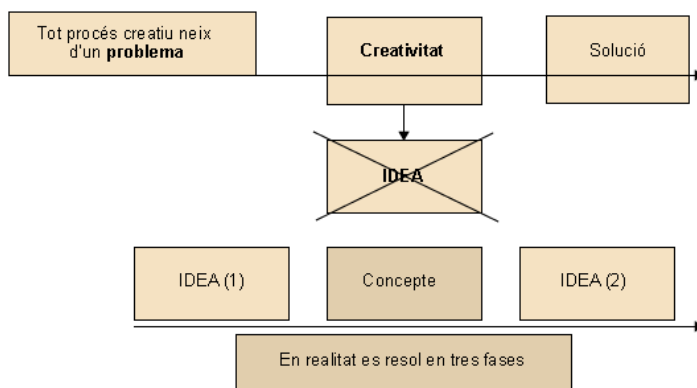 Tot procés creatiu neix
d'un problema
Creativitat
Solució
IDEA
IDEA (1)
Concepte
IDEA (2)
En realitat es resol en tres fases